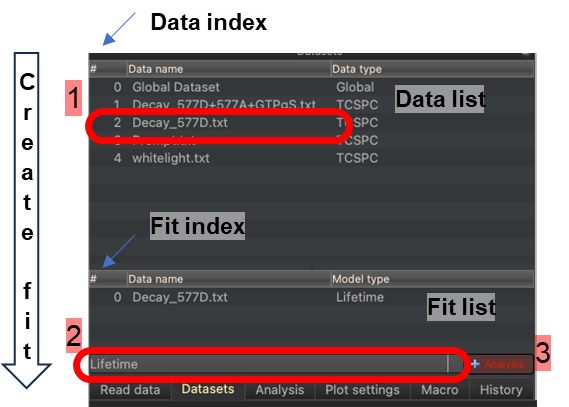 Data index
Create fit
1
Datasets
# Data name Data type
0 Global Dataset Global
1 Decay_577D+577A+GTPgS.txt TCSPC
2 Decay_577D.txt TCSPC
TCSPC
4 whitelight.txt TCSPC
Data list
Fit index
# Data name Model type
0 Decay_577D.txt Lifetime
Fit list
2
Lifetime
+ Analysis
3
Read data Datasets Analysis Plot settings Macro History